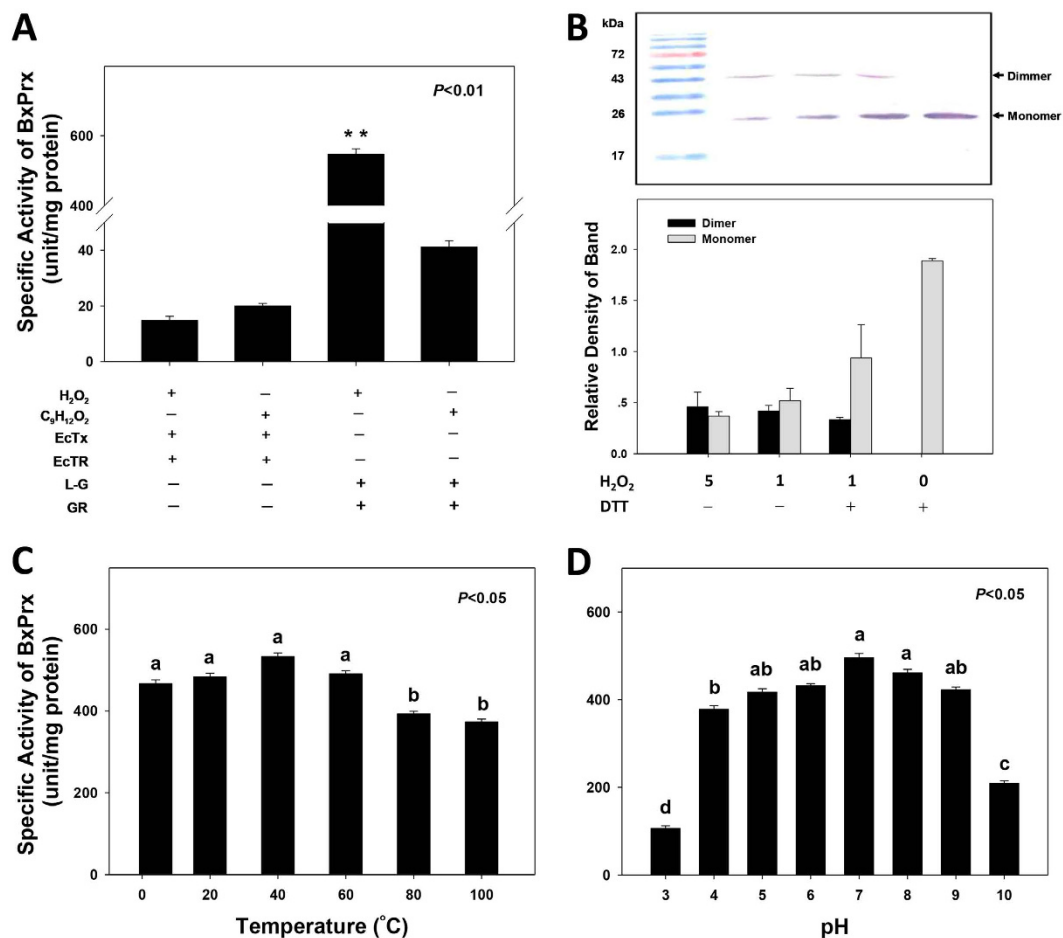 A
P<0.01
Specific Activity of BxPrx
(unit/mg protein)
600
400
40
20
0
**
H₂O₂ + – + –
C₉H₁₂O₂ – + – +
EcTx + + – –
EcTR + + – –
L-G – – + +
GR – – + +
B
kDa
72
43
26
17
Dimmer
Monomer
Dimer
Monomer
Relative Density of Band
2.0
1.5
1.0
.5
0.0
H₂O₂ 5 1 1 0
DTT – – + +
C
P<0.05
Specific Activity of BxPrx
(unit/mg protein)
600
400
200
0
a a a a b b
0 20 40 60 80 100
Temperature (°C)
D
P<0.05
600
400
200
0
d b ab ab a a ab c
3 4 5 6 7 8 9 10
pH